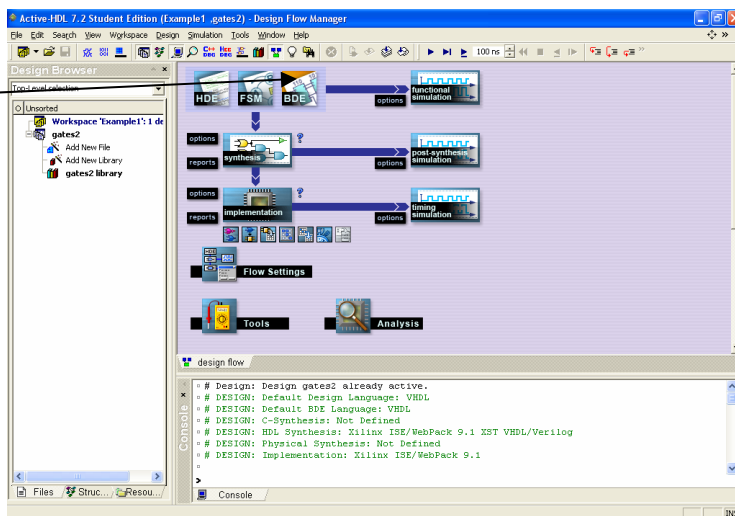 Active-HDL 7.2 Student Edition (Example1 ,gates2) - Design Flow Manager
File Edit Search View Workspace Design Simulation Tools Window Help
100 ns
Design Browser
Top-Level selection
Unsorted
Workspace 'Example1': 1 de
gates2
Add New File
Add New Library
gates2 library
HDE FSM BDE
options
functional simulation
options
reports
synthesis
options
post-synthesis simulation
options
reports
implementation
options
timing simulation
Flow Settings
Tools
Analysis
design flow
# Design: Design gates2 already active.
# DESIGN: Default Design Language: VHDL
# DESIGN: Default BDE Language: VHDL
# DESIGN: C-Synthesis: Not Defined
# DESIGN: HDL Synthesis: Xilinx ISE/WebPack 9.1 XST VHDL/Verilog
# DESIGN: Physical Synthesis: Not Defined
# DESIGN: Implementation: Xilinx ISE/WebPack 9.1
>
Console
Files Struc... Resou...
Console